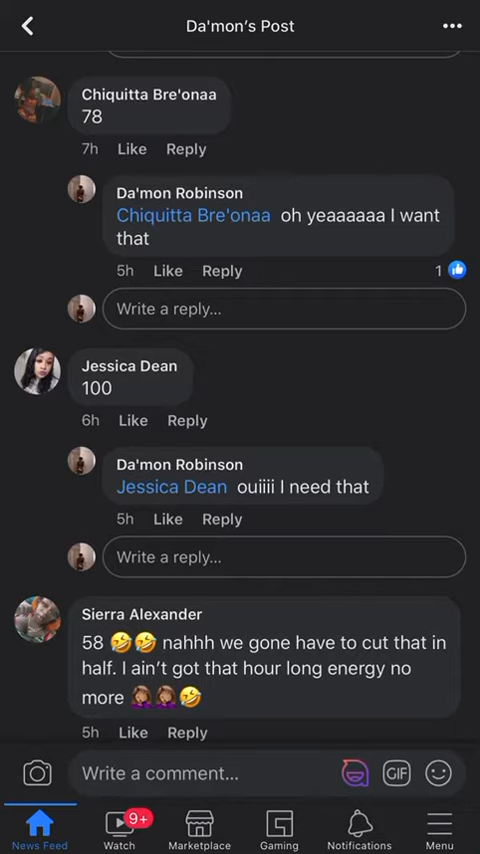 Da'mon's Post
Chiquitta Bre'onaa
78
7h Like Reply
Da'mon Robinson
Chiquitta Bre'onaa oh yeaaaaaa I want
that
5h Like Reply 1
Write a reply...
Jessica Dean
100
6h Like Reply
Da'mon Robinson
Jessica Dean ouiiii I need that
5h Like Reply
Write a reply...
Sierra Alexander
58 🤣🤣 nahhh we gone have to cut that in
half. I ain't got that hour long energy no
more 🤦🏽‍♀️🤦🏽‍♀️🤣
5h Like Reply
Write a comment... GIF
9+
News Feed Watch Marketplace Gaming Notifications Menu